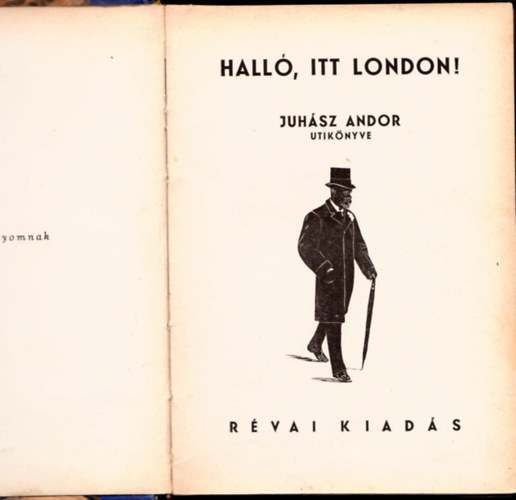 yomnak
HALLÓ, ITT LONDON!
JUHÁSZ ANDOR
UTIKÖNYVE
RÉVAI KIADÁS